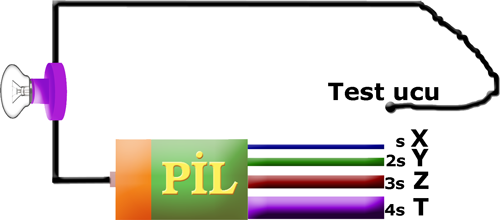 Test ucu
PİL
s X
2s Y
3s Z
4s T